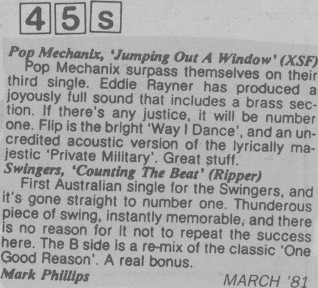 45s
Pop Mechanix, 'Jumping Out A Window' (XSF)
Pop Mechanix surpass themselves on their
third single. Eddie Rayner has produced a
joyously full sound that includes a brass sec-
tion. If there's any justice, it will be number
one. Flip is the bright 'Way I Dance', and an un-
credited acoustic version of the lyrically ma-
jestic 'Private Military'. Great stuff.
Swingers, 'Counting The Beat' (Ripper)
First Australian single for the Swingers, and
it's gone straight to number one. Thunderous
piece of swing, instantly memorable, and there
is no reason for it not to repeat the success
here. The B side is a re-mix of the classic 'One
Good Reason'. A real bonus.
Mark Phillips
MARCH '81